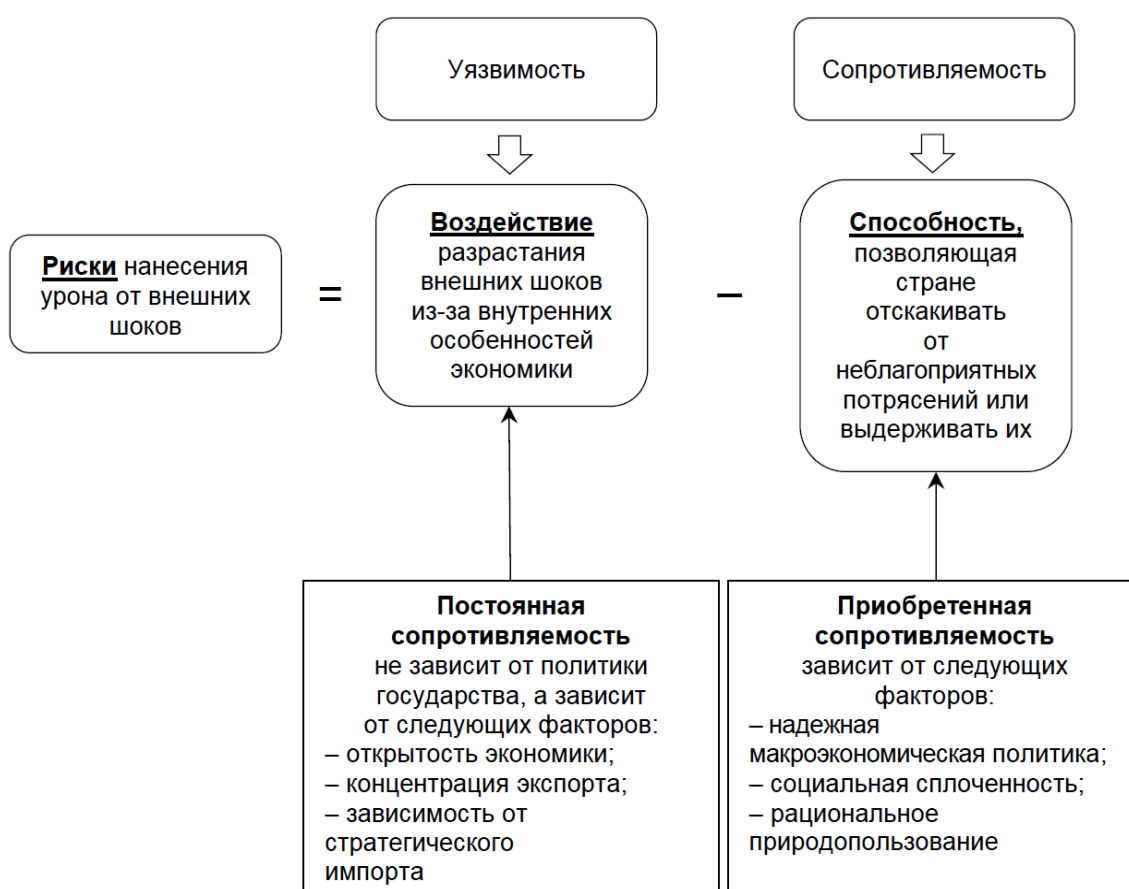 Уязвимость
Сопротивляемость
Риски нанесения
урона от внешних
шоков
=
Воздействие
разрастания
внешних шоков
из-за внутренних
особенностей
экономики
–
Способность,
позволяющая
стране
отскакивать
от
неблагоприятных
потрясений или
выдерживать их
Постоянная
сопротивляемость
не зависит от политики
государства, а зависит
от следующих факторов:
– открытость экономики;
– концентрация экспорта;
– зависимость от
стратегического
импорта
Приобретенная
сопротивляемость
зависит от следующих
факторов:
– надежная
макроэкономическая политика;
– социальная сплоченность;
– рациональное
природопользование